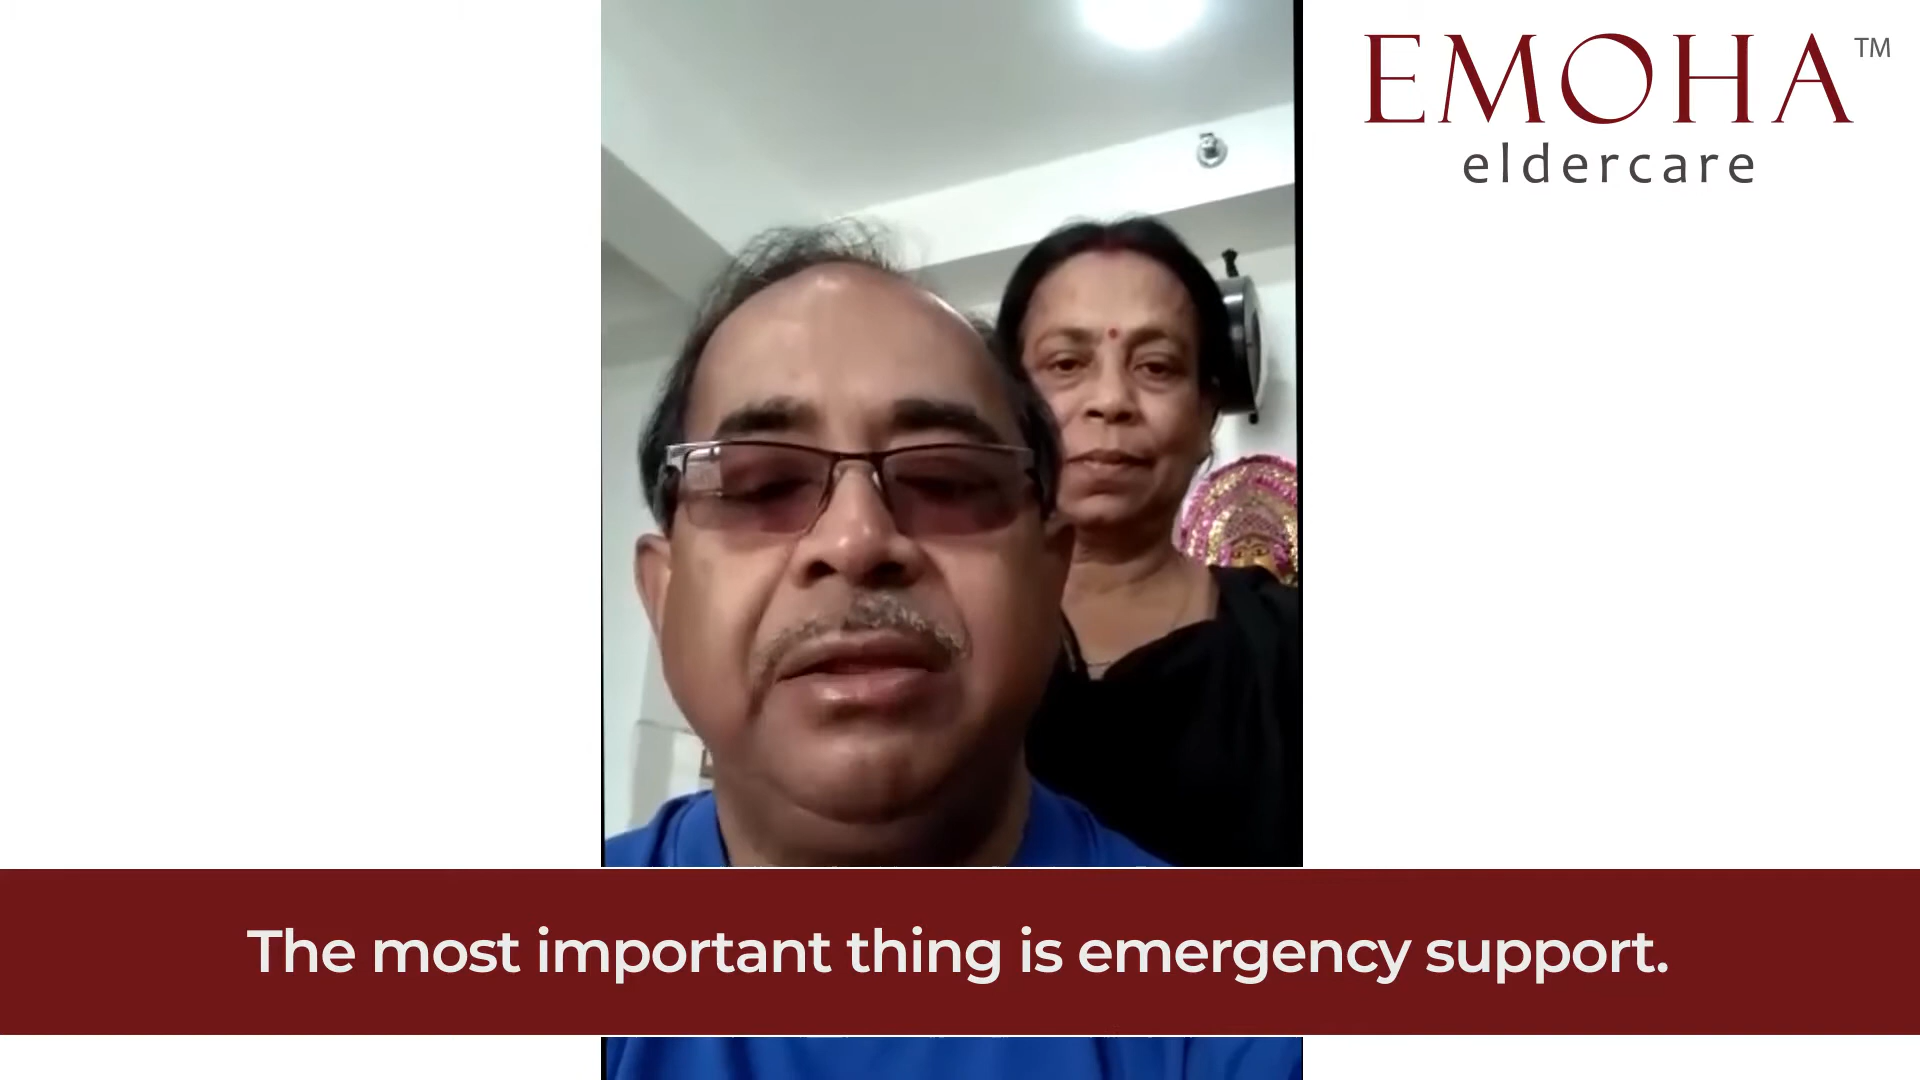 EMOHA™
eldercare
The most important thing is emergency support.